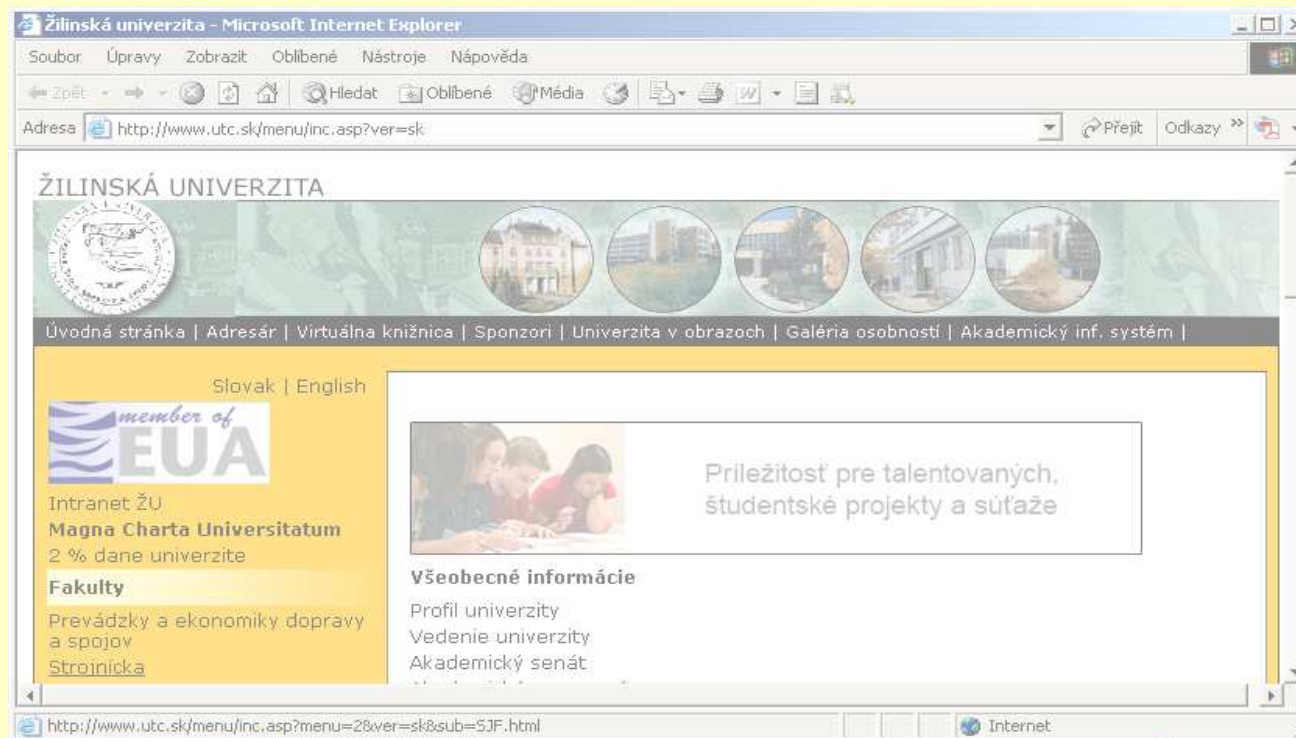 Žilinská univerzita - Microsoft Internet Explorer
Soubor Úpravy Zobrazit Oblíbené Nástroje Nápověda
Zpět Hledat Oblíbené Média
Adresa http://www.utc.sk/menu/inc.asp?ver=sk Přejít Odkazy »
ŽILINSKÁ UNIVERZITA
Úvodná stránka | Adresár | Virtuálna knižnica | Sponzori | Univerzita v obrazoch | Galéria osobností | Akademický inf. systém |
Slovak | English
member of
EUA
Intranet ŽU
Magna Charta Universitatum
2 % dane univerzite
Fakulty
Prevádzky a ekonomiky dopravy
a spojov
Strojnícka
Príležitosť pre talentovaných,
študentské projekty a súťaže
Všeobecné informácie
Profil univerzity
Vedenie univerzity
Akademický senát
http://www.utc.sk/menu/inc.asp?menu=2&ver=sk&sub=SJF.html Internet